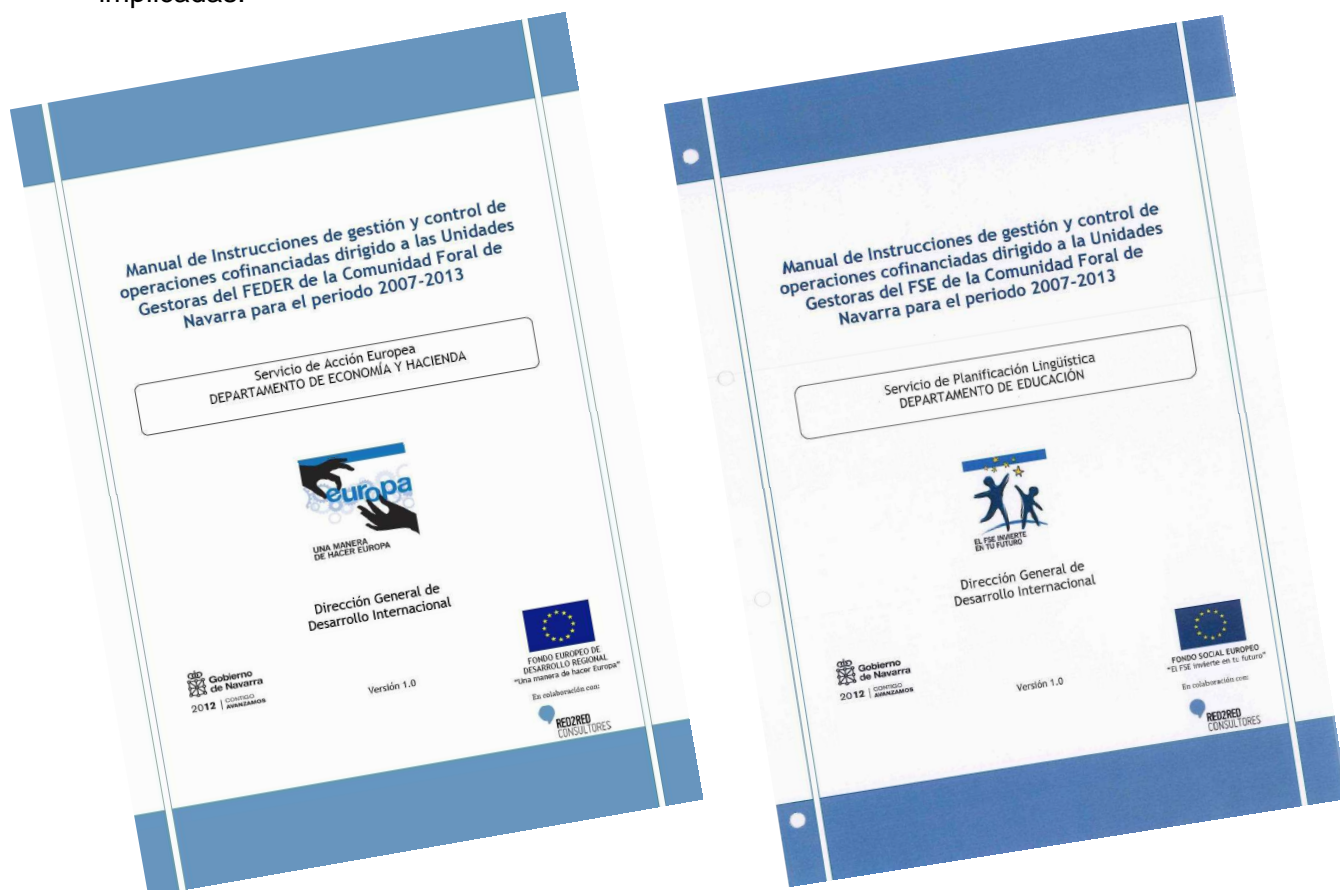 implicadas.
Manual de Instrucciones de gestión y control de
operaciones cofinanciadas dirigido a las Unidades
Gestoras del FEDER de la Comunidad Foral de
Navarra para el periodo 2007-2013
Servicio de Acción Europea
DEPARTAMENTO DE ECONOMÍA Y HACIENDA
europa
UNA MANERA
DE HACER EUROPA
Dirección General de
Desarrollo Internacional
Gobierno
de Navarra
2012 CONTIGO
AVANZAMOS
Versión 1.0
FONDO EUROPEO DE
DESARROLLO REGIONAL
"Una manera de hacer Europa"
En colaboración con:
RED2RED
CONSULTORES
Manual de Instrucciones de gestión y control de
operaciones cofinanciadas dirigido a la Unidades
Gestoras del FSE de la Comunidad Foral de
Navarra para el periodo 2007-2013
Servicio de Planificación Lingüística
DEPARTAMENTO DE EDUCACIÓN
EL FSE INVIERTE
EN TU FUTURO
Dirección General de
Desarrollo Internacional
Gobierno
de Navarra
2012 CONTIGO
AVANZAMOS
Versión 1.0
FONDO SOCIAL EUROPEO
"El FSE invierte en tu futuro"
En colaboración con:
RED2RED
CONSULTORES